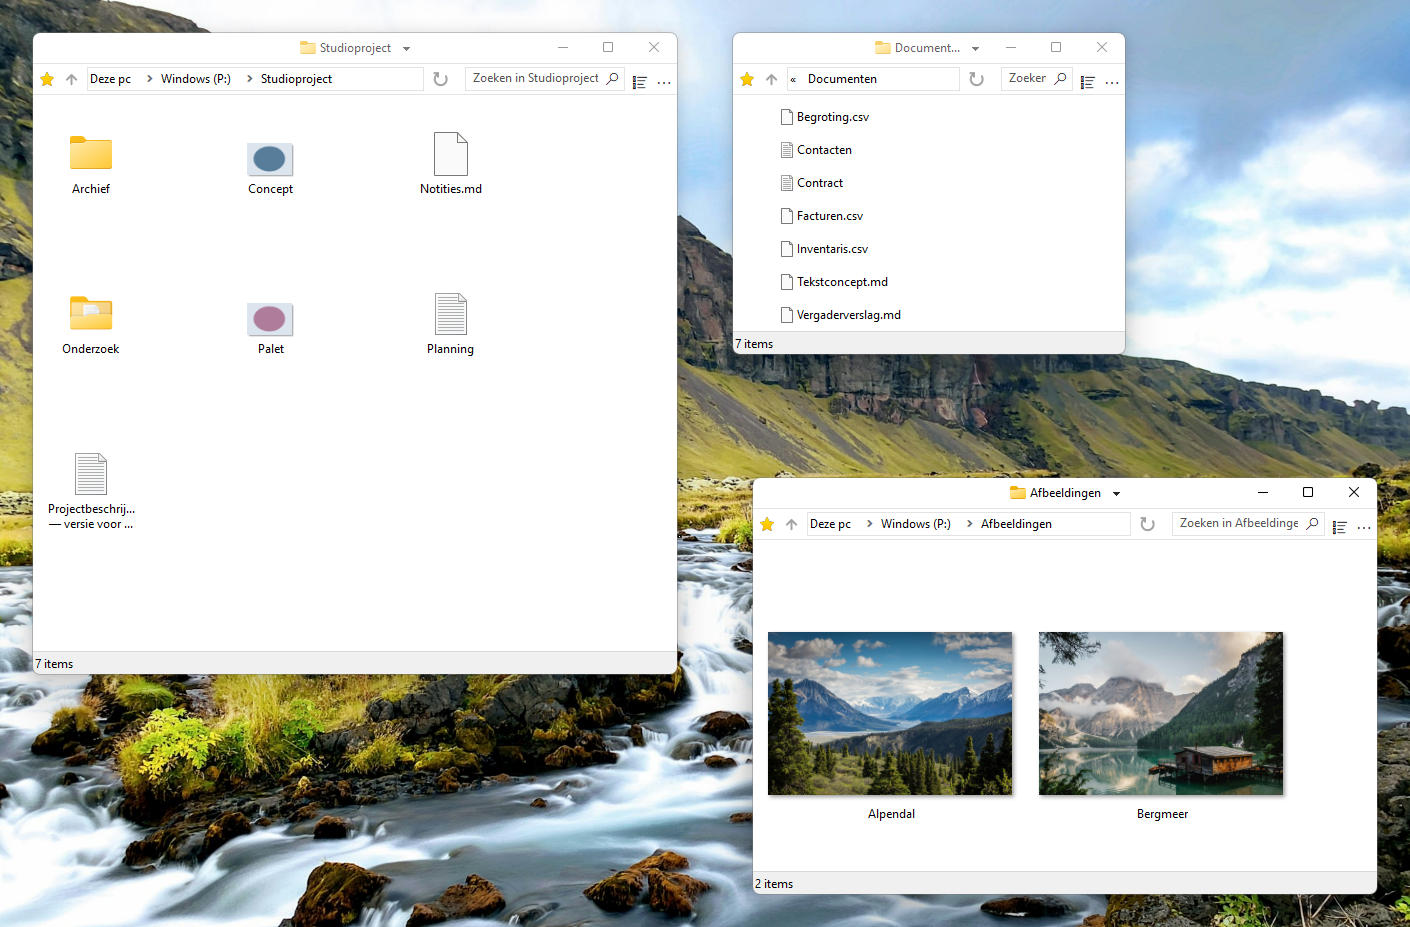 Studioproject
Deze pc
Windows (P:)
Studioproject
Zoeken in Studioproject
Archief
Concept
Notities.md
Onderzoek
Palet
Planning
Projectbeschrij...
— versie voor ...
7 items
Document...
« Documenten
Zoeker
Begroting.csv
Contacten
Contract
Facturen.csv
Inventaris.csv
Tekstconcept.md
Vergaderverslag.md
7 items
Afbeeldingen
Deze pc
Windows (P:)
Afbeeldingen
Zoeken in Afbeeldinge
Alpendal
Bergmeer
2 items